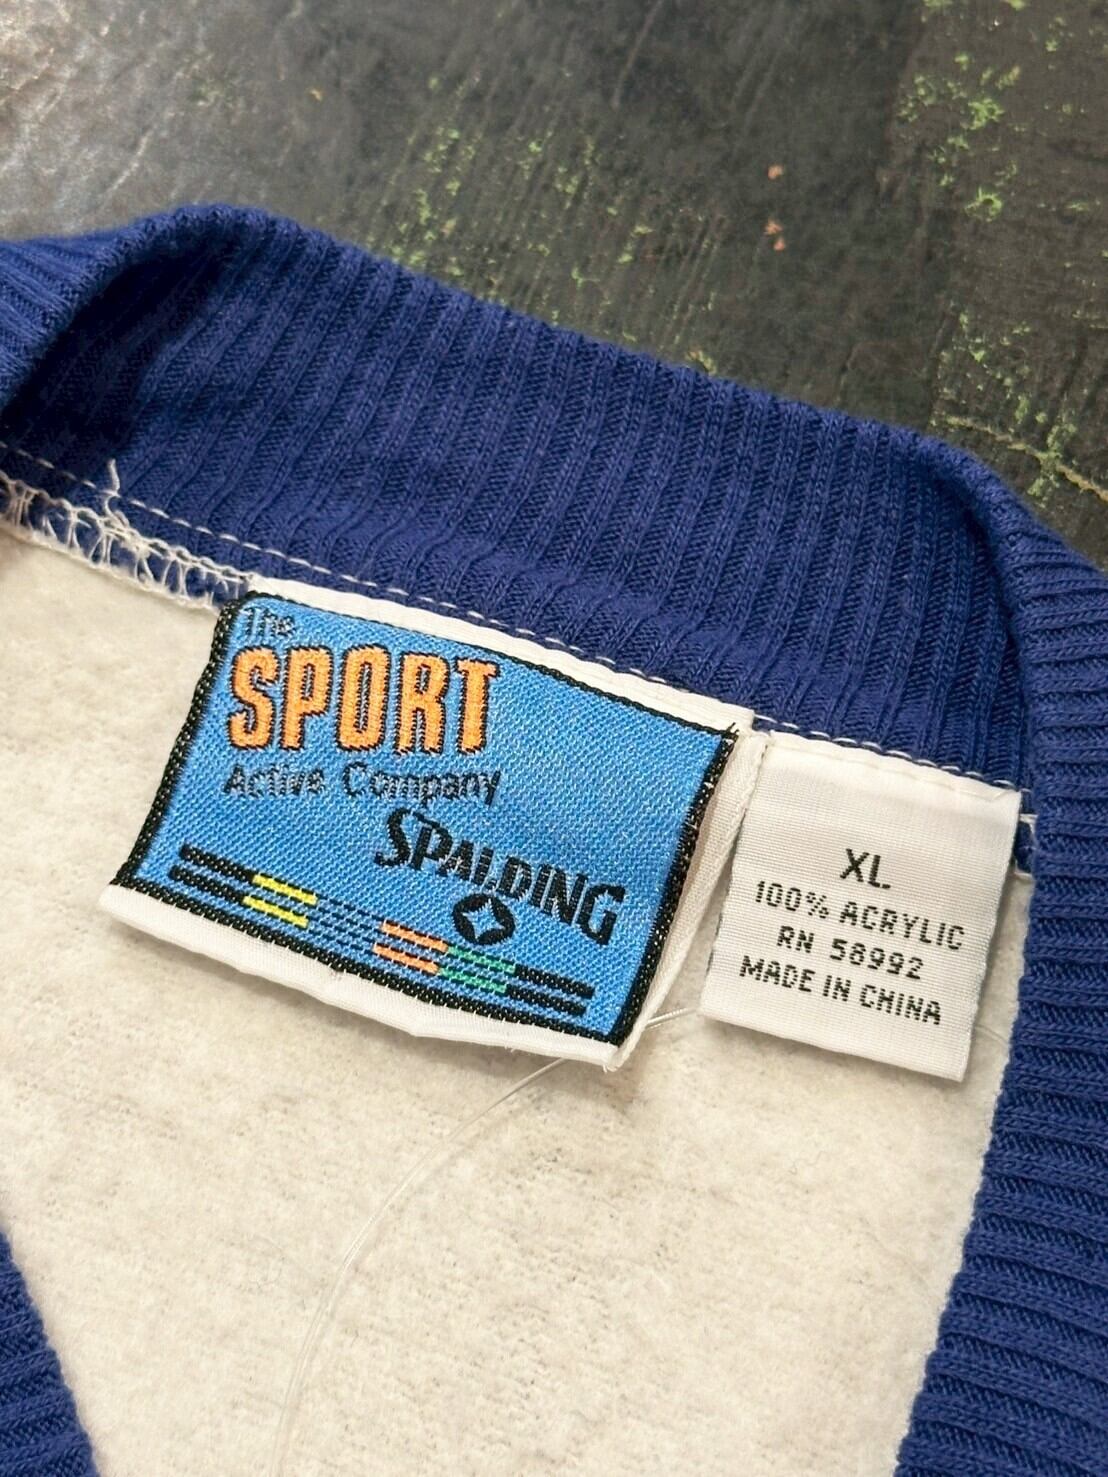 The
SPORT
Active Company
SPALDING
XL
100% ACRYLIC
RN 58992
MADE IN CHINA